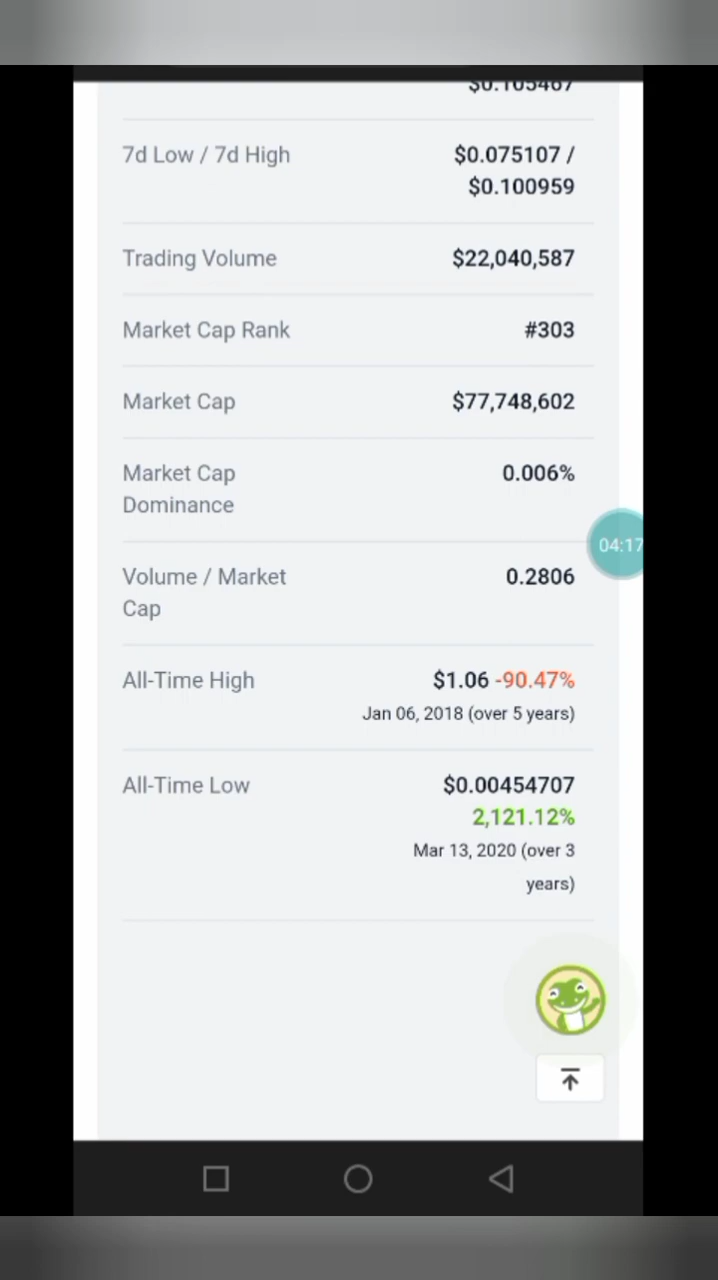 $0.105467
7d Low / 7d High
$0.075107 /
$0.100959
Trading Volume
$22,040,587
Market Cap Rank
#303
Market Cap
$77,748,602
Market Cap
Dominance
0.006%
04:17
Volume / Market
Cap
0.2806
All-Time High
$1.06 -90.47%
Jan 06, 2018 (over 5 years)
All-Time Low
$0.00454707
2,121.12%
Mar 13, 2020 (over 3
years)